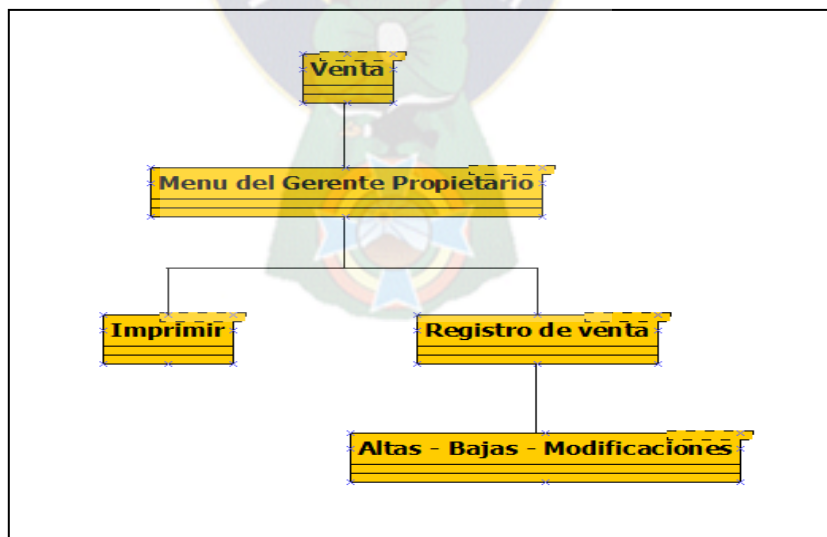 Venta
Menu del Gerente Propietario
Imprimir
Registro de venta
Altas - Bajas - Modificaciones